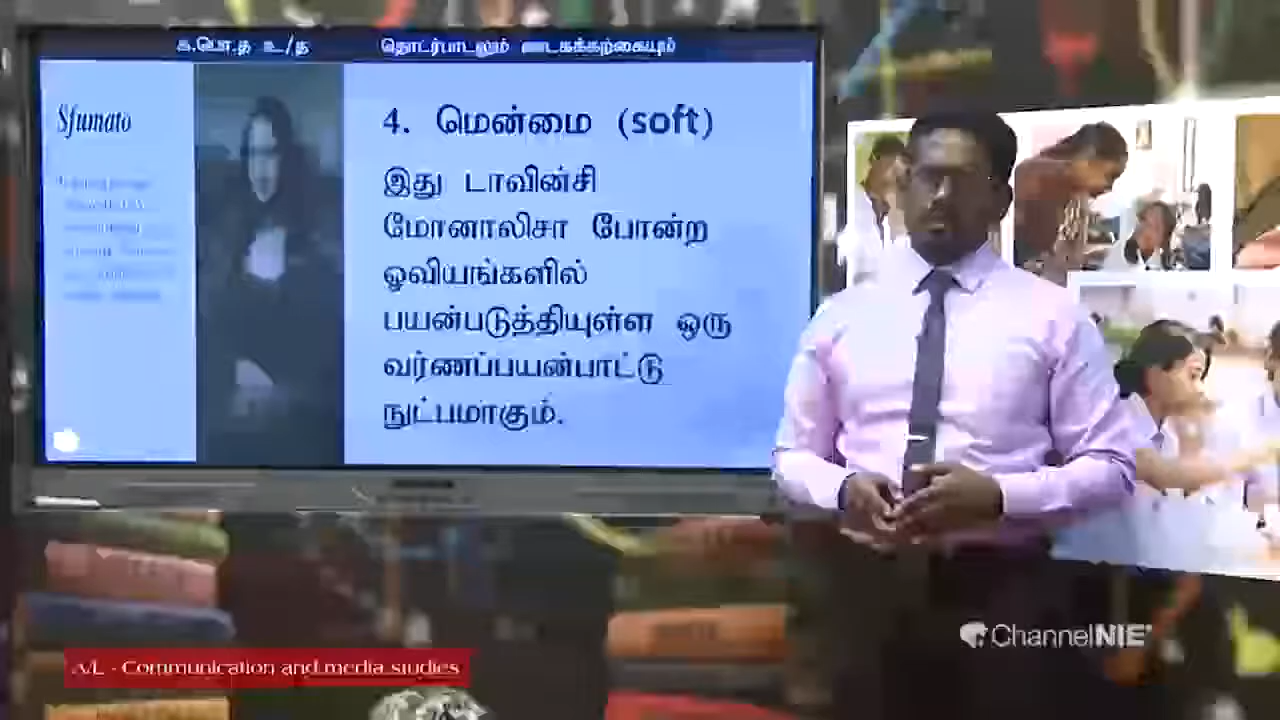 க.பொ.த உ/த தொடர்பாடலும் ஊடகக்கற்கையும்
Sfumato
4. மென்மை (soft)
இது டாவின்சி
மோனாலிசா போன்ற
ஓவியங்களில்
பயன்படுத்தியுள்ள ஒரு
வர்ணப்பயன்பாட்டு
நுட்பமாகும்.
ChannelNIE
A/L - Communication and media studies